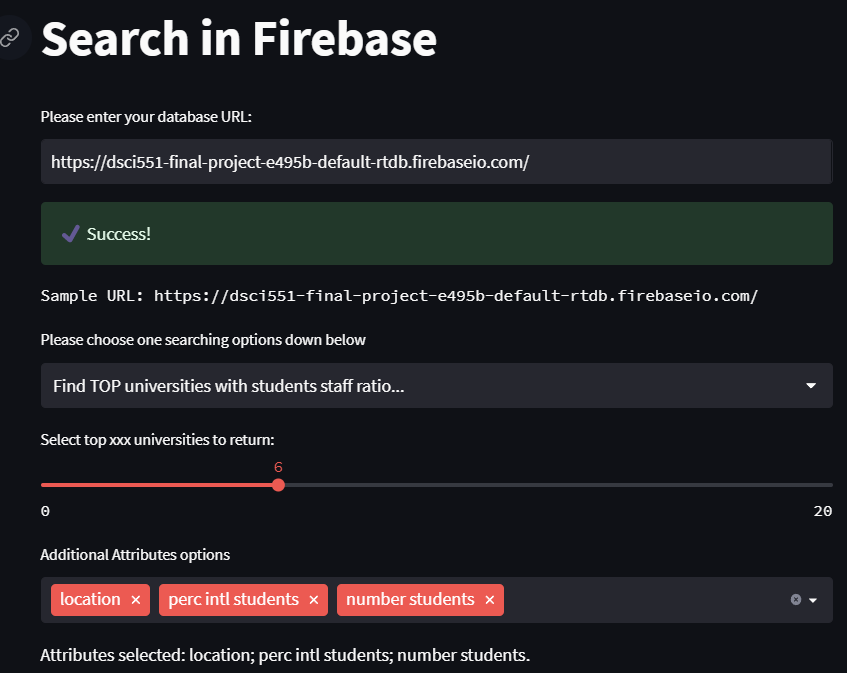 Search in Firebase
Please enter your database URL:
https://dsci551-final-project-e495b-default-rtdb.firebaseio.com/
Success!
Sample URL: https://dsci551-final-project-e495b-default-rtdb.firebaseio.com/
Please choose one searching options down below
Find TOP universities with students staff ratio...
Select top xxx universities to return:
6
0 20
Additional Attributes options
location × perc intl students × number students ×
Attributes selected: location; perc intl students; number students.